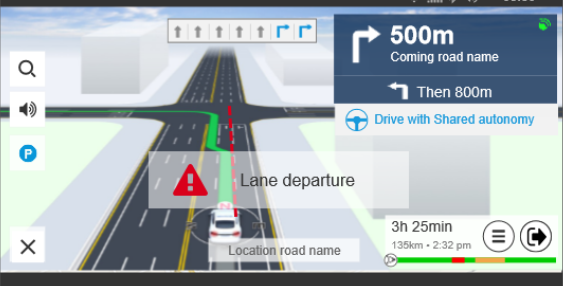 500m
Coming road name
Then 800m
Drive with Shared autonomy
P
Lane departure
Location road name
3h 25min
135km • 2:32 pm